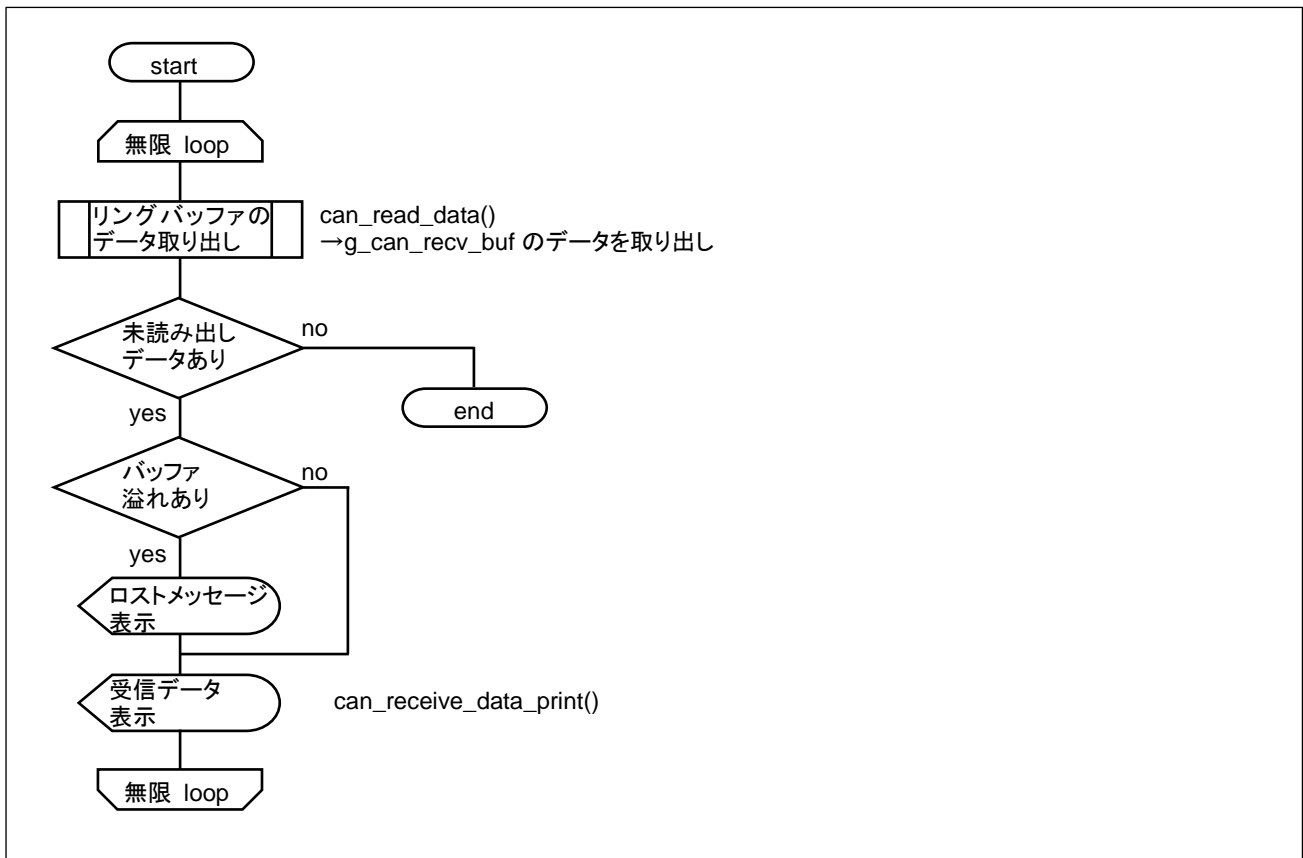 start
無限 loop
リングバッファの
データ取り出し
can_read_data()
→g_can_recv_buf のデータを取り出し
未読み出し
データあり
no
yes
end
バッファ
溢れあり
no
yes
ロストメッセージ
表示
受信データ
表示
can_receive_data_print()
無限 loop